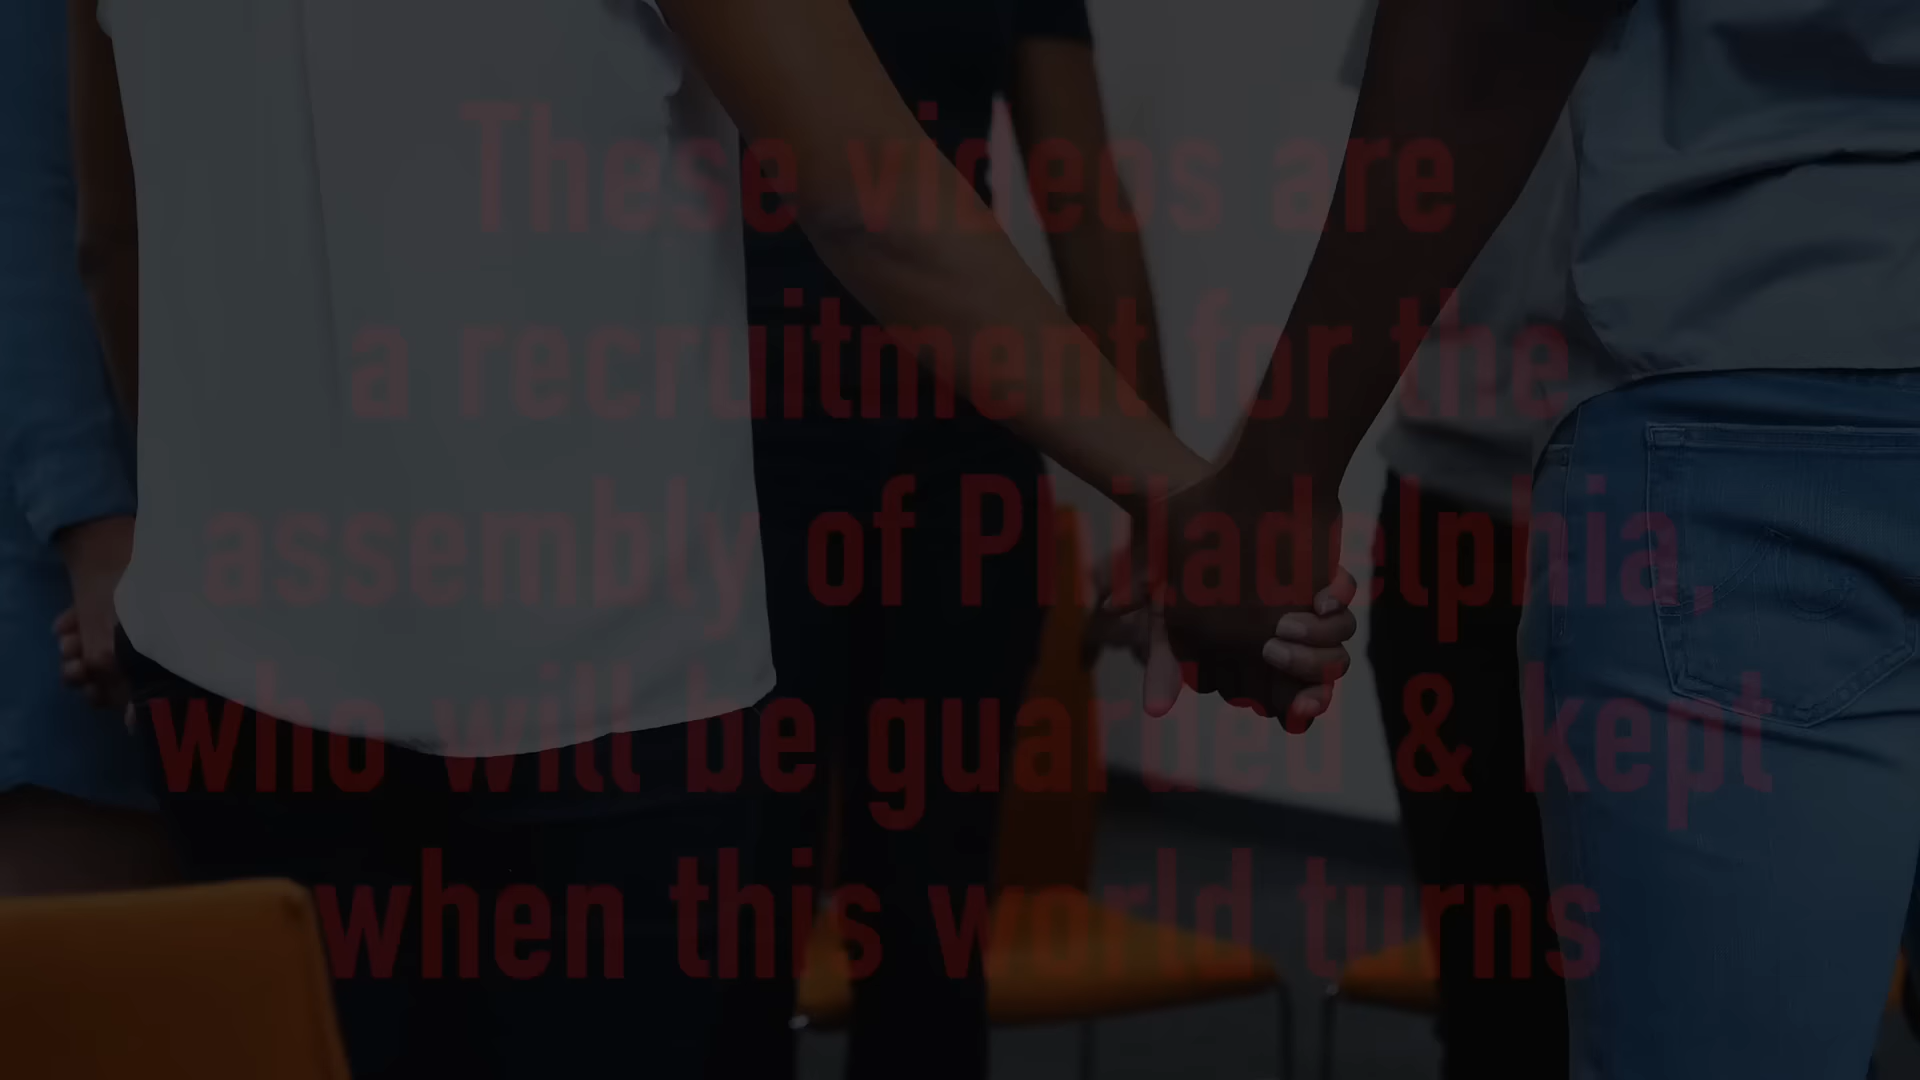 These videos are
a recruitment for the
assembly of Philadelphia,
who will be guarded & kept
when this world turns